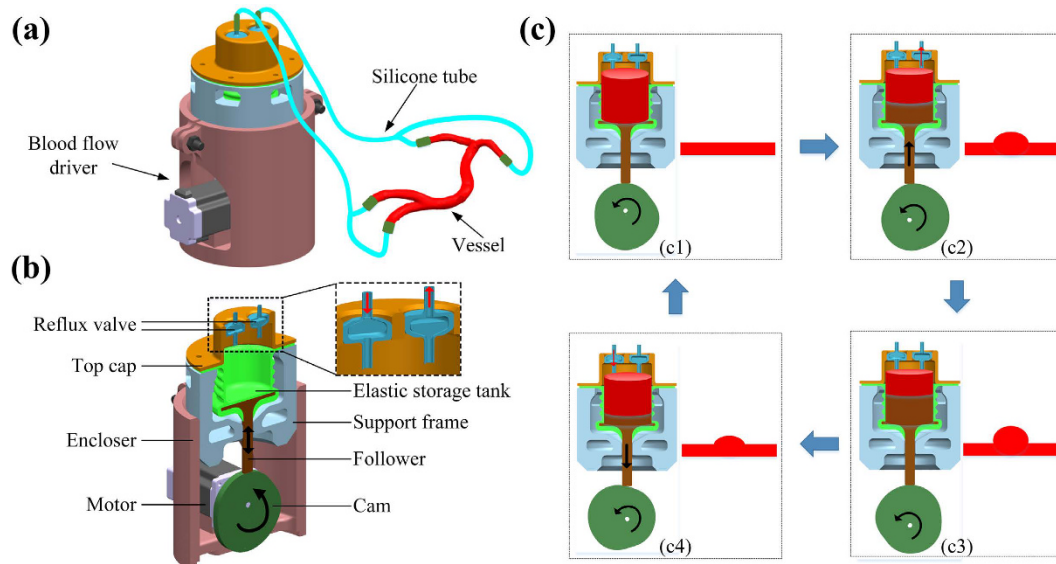 (a)
Silicone tube
Blood flow
driver
Vessel
(b)
Reflux valve
Top cap
Elastic storage tank
Support frame
Encloser
Follower
Motor
Cam
(c)
(c1)
(c2)
(c4)
(c3)